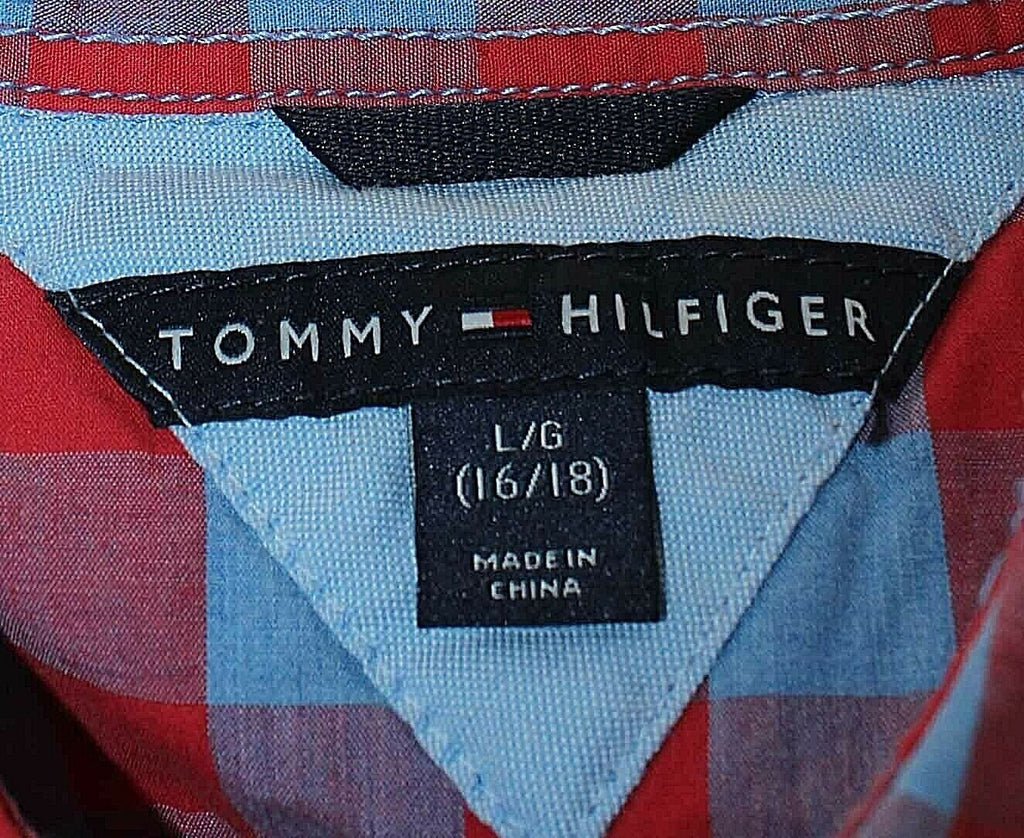 TOMMY HILFIGER
L/G
(16/18)
MADE IN
CHINA